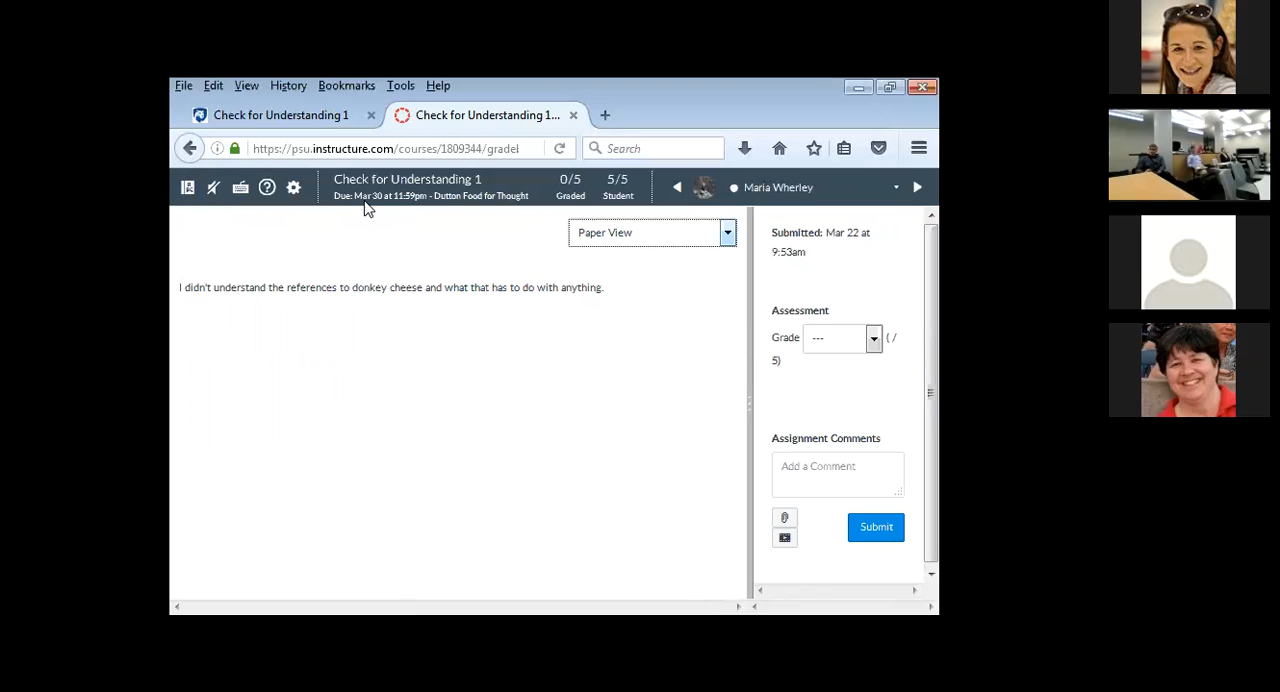 File Edit View History Bookmarks Tools Help
Check for Understanding 1
Check for Understanding 1...
https://psu.instructure.com/courses/1809344/gradel
Search
Check for Understanding 1
Due: Mar 30 at 11:59pm - Dutton Food for Thought
0/5
Graded
5/5
Student
Maria Wherley
Paper View
I didn't understand the references to donkey cheese and what that has to do with anything.
Submitted: Mar 22 at
9:53am
Assessment
Grade --- ( /
5)
Assignment Comments
Add a Comment
Submit